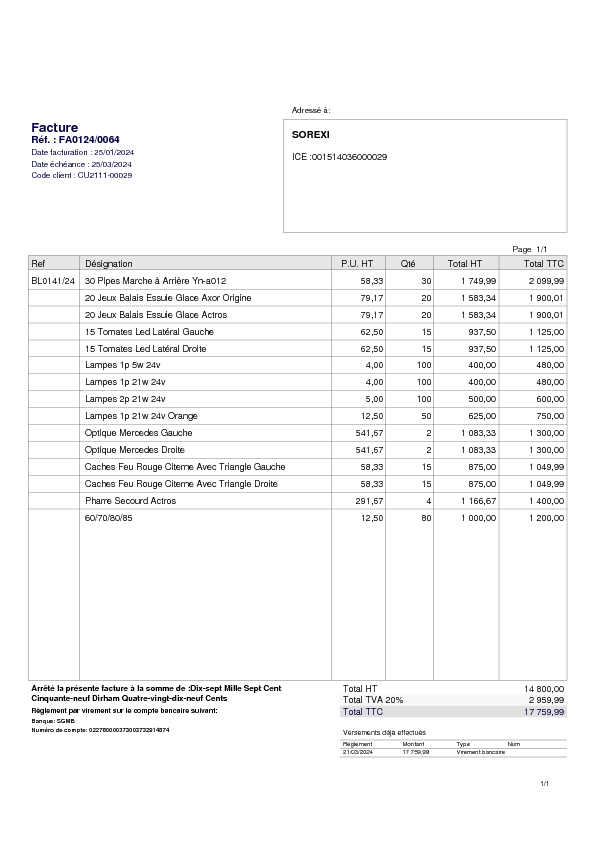 Adressé à:
Facture
Réf. : FA0124/0064
Date facturation : 25/01/2024
Date échéance : 25/03/2024
Code client : CU2111-00029
SOREXI
ICE :001514036000029
Page 1/1
Ref Désignation P.U. HT Qté Total HT Total TTC
BL0141/24 30 Pipes Marche à Arrière Yn-a012 58,33 30 1 749,99 2 099,99
20 Jeux Balais Essuie Glace Axor Origine 79,17 20 1 583,34 1 900,01
20 Jeux Balais Essuie Glace Actros 79,17 20 1 583,34 1 900,01
15 Tomates Led Latéral Gauche 62,50 15 937,50 1 125,00
15 Tomates Led Latéral Droite 62,50 15 937,50 1 125,00
Lampes 1p 5w 24v 4,00 100 400,00 480,00
Lampes 1p 21w 24v 4,00 100 400,00 480,00
Lampes 2p 21w 24v 5,00 100 500,00 600,00
Lampes 1p 21w 24v Orange 12,50 50 625,00 750,00
Optique Mercedes Gauche 541,67 2 1 083,33 1 300,00
Optique Mercedes Droite 541,67 2 1 083,33 1 300,00
Caches Feu Rouge Citerne Avec Triangle Gauche 58,33 15 875,00 1 049,99
Caches Feu Rouge Citerne Avec Triangle Droite 58,33 15 875,00 1 049,99
Pharre Secourd Actros 291,67 4 1 166,67 1 400,00
60/70/80/85 12,50 80 1 000,00 1 200,00
Arrêté la présente facture à la somme de :Dix-sept Mille Sept Cent
Cinquante-neuf Dirham Quatre-vingt-dix-neuf Cents
Règlement par virement sur le compte bancaire suivant:
Banque: SGMB
Numéro de compte:
Total HT 14 800,00
Total TVA 20% 2 959,99
Total TTC 17 759,99
Versements déjà effectués
Règlement Montant Type Num
21/03/2024 17 759,99 Virement bancaire
1/1